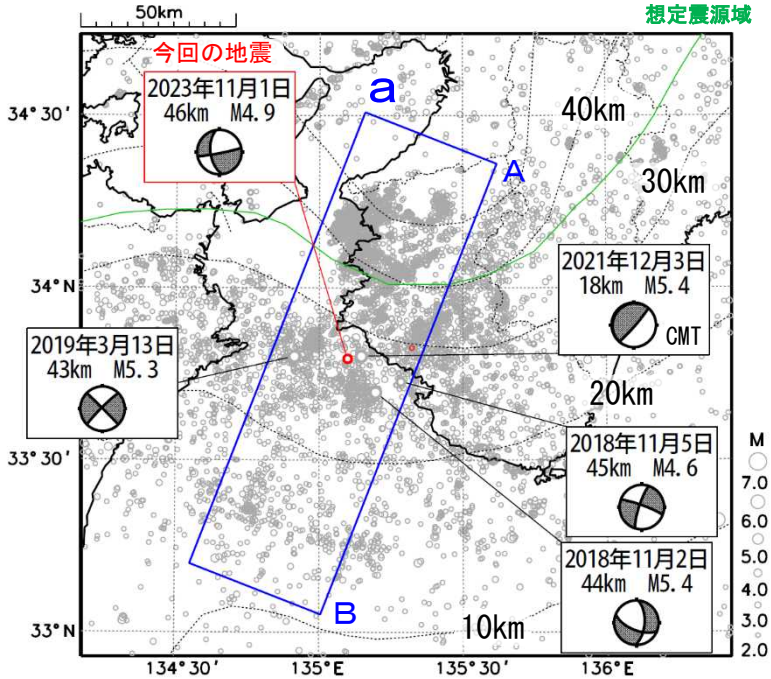 50km
想定震源域
今回の地震
2023年11月1日
46km M4.9
a
A
40km
30km
34°30′
34°N
33°30′
33°N
2021年12月3日
18km M5.4
CMT
2019年3月13日
43km M5.3
20km
2018年11月5日
45km M4.6
2018年11月2日
44km M5.4
B
10km
M
7.0
6.0
5.0
4.0
3.0
2.0
134°30′
135°E
135°30′
136°E